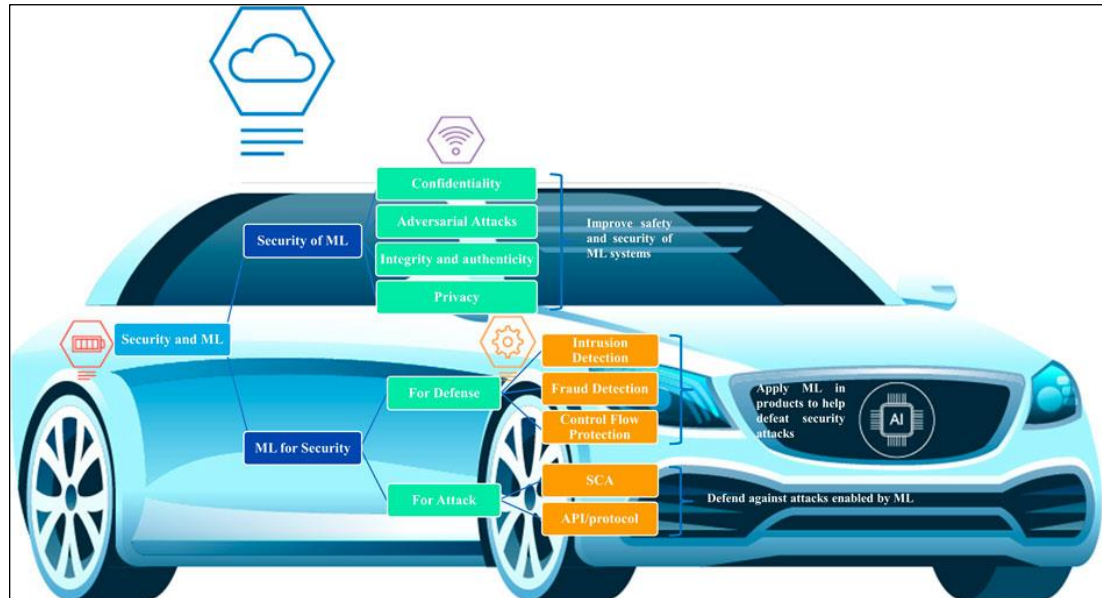 Confidentiality
Adversarial Attacks
Security of ML
Integrity and authenticity
Privacy
Improve safety
and security of
ML systems
Security and ML
Intrusion
Detection
For Defense
Fraud Detection
Control Flow
Protection
Apply ML in
products to help
defeat security
attacks
AI
ML for Security
For Attack
SCA
API/protocol
Defend against attacks enabled by ML